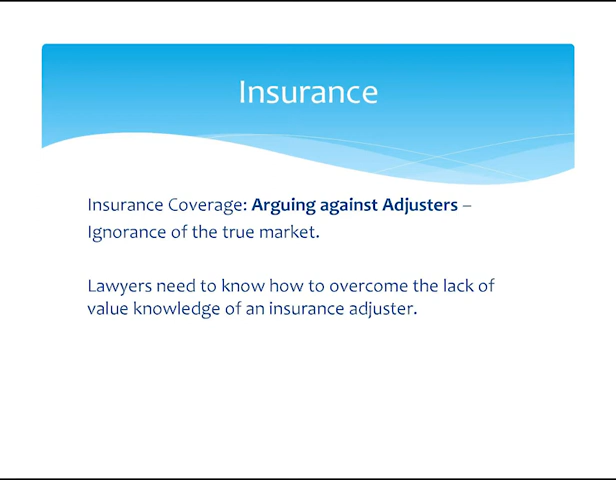 Insurance
Insurance Coverage: Arguing against Adjusters –
Ignorance of the true market.
Lawyers need to know how to overcome the lack of
value knowledge of an insurance adjuster.